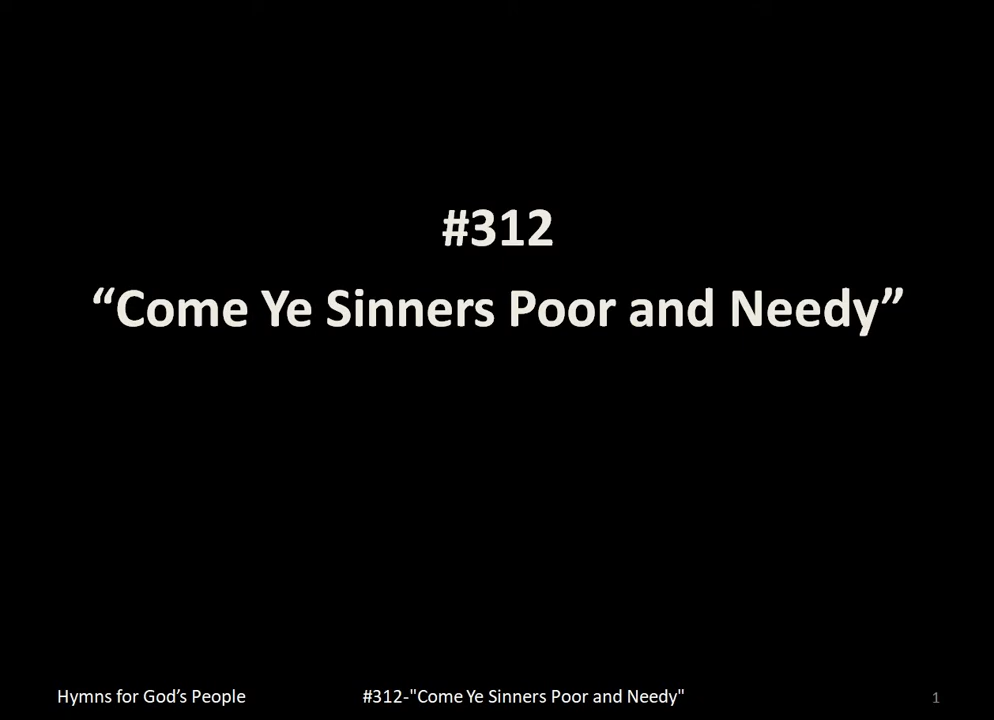 #312
“Come Ye Sinners Poor and Needy”
Hymns for God’s People #312-"Come Ye Sinners Poor and Needy" 1